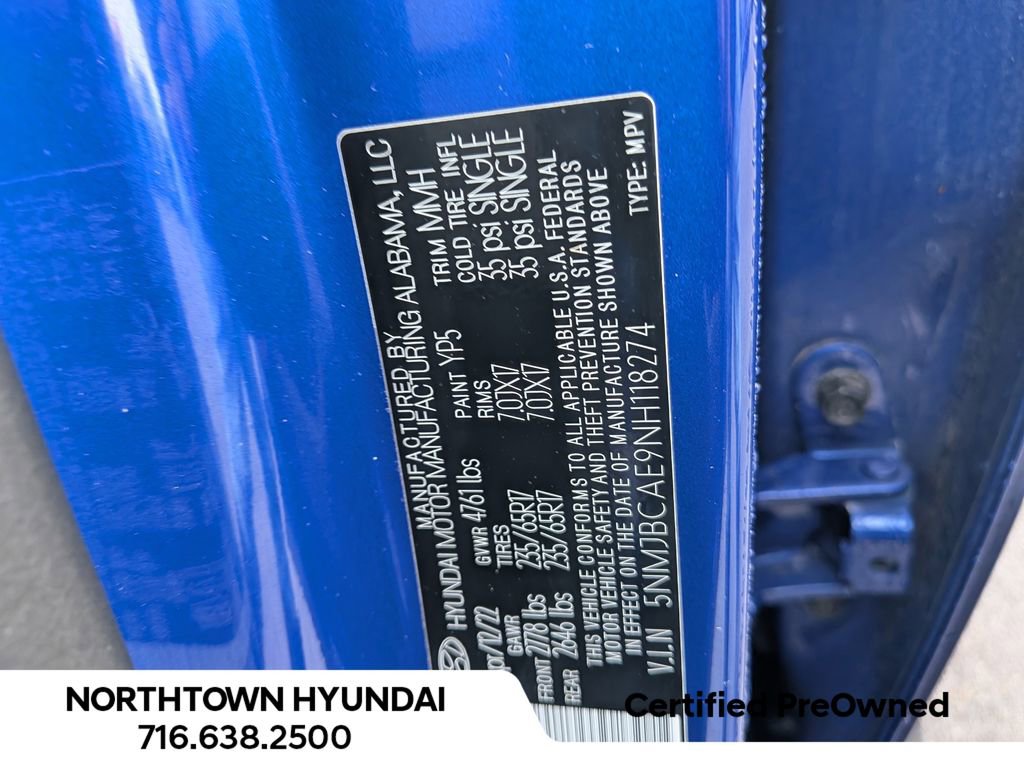 MANUFACTURED BY
HYUNDAI MOTOR MANUFACTURING ALABAMA, LLC
/12/22 GVWR 4761 lbs PAINT YP5 TRIM MMH
GAWR TIRES RIMS COLD TIRE INFL
FRONT 2778 lbs 235/65R17 7.0JX17 35 psi SINGLE
REAR 2646 lbs 235/65R17 7.0JX17 35 psi SINGLE
THIS VEHICLE CONFORMS TO ALL APPLICABLE U.S.A. FEDERAL
MOTOR VEHICLE SAFETY AND THEFT PREVENTION STANDARDS
IN EFFECT ON THE DATE OF MANUFACTURE SHOWN ABOVE
V.I.N 5NMJBCAE9NH118274 TYPE: MPV
NORTHTOWN HYUNDAI
716.638.2500
Certified PreOwned